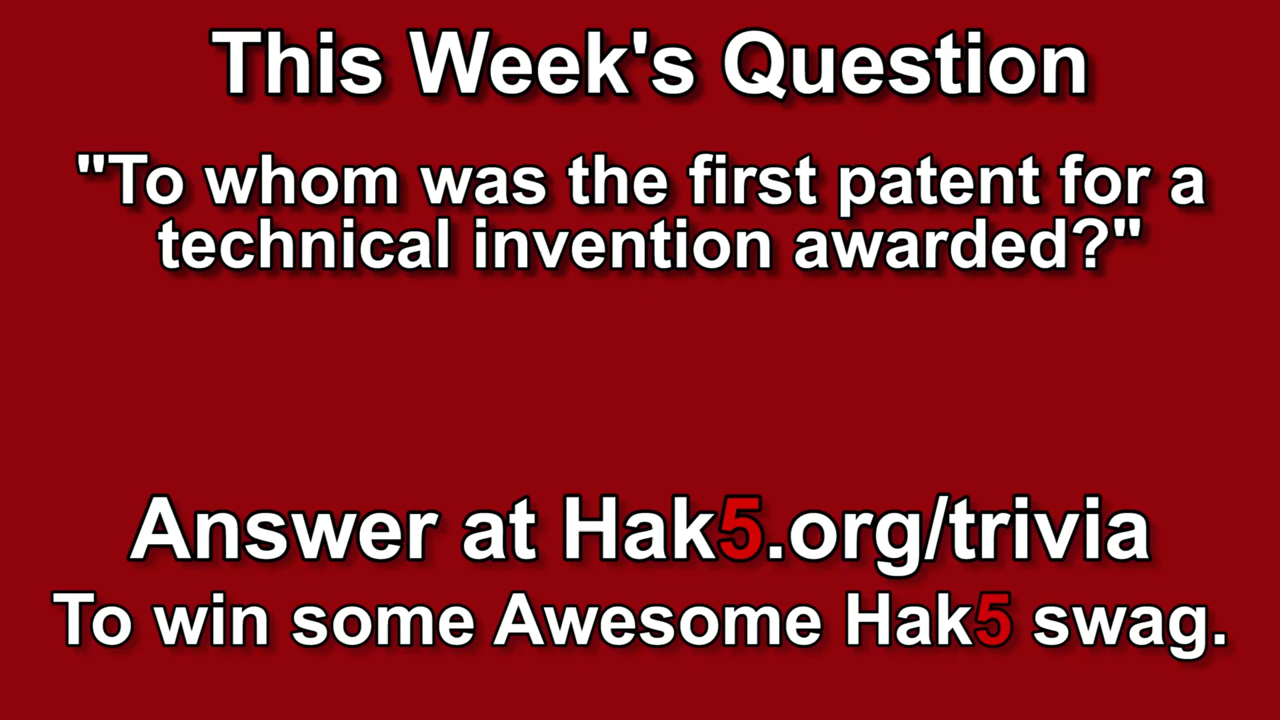 This Week's Question
"To whom was the first patent for a
technical invention awarded?"
Answer at Hak5.org/trivia
To win some Awesome Hak5 swag.